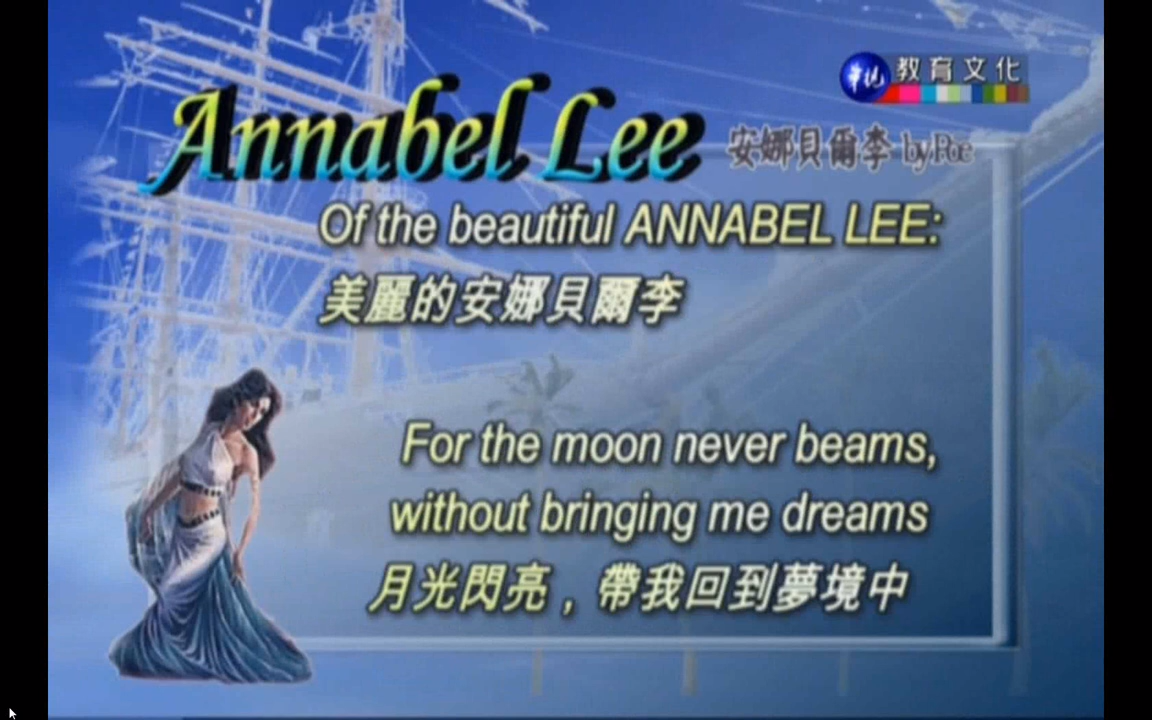 華視 教育文化
Annabel Lee 安娜貝爾李 by Poe
Of the beautiful ANNABEL LEE:
美麗的安娜貝爾李
For the moon never beams,
without bringing me dreams
月光閃亮，帶我回到夢境中